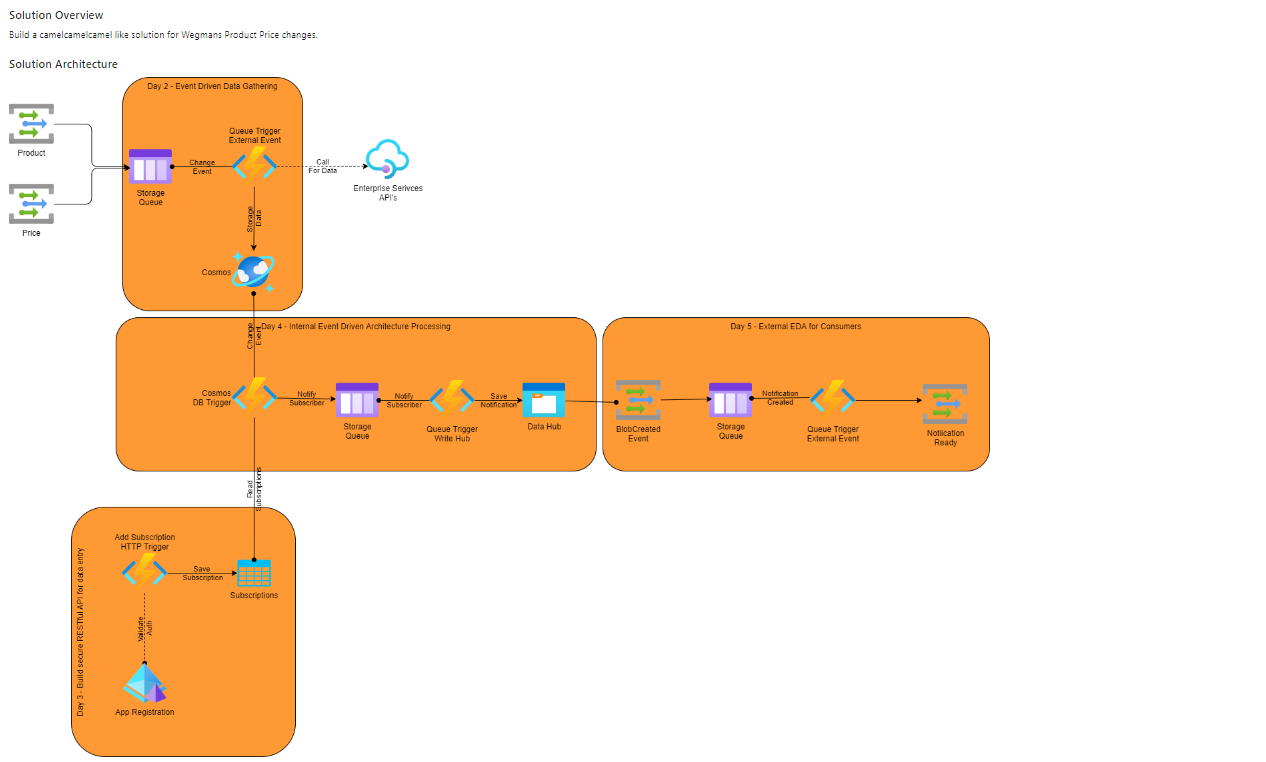 Solution Overview
Build a camelcamelcamel like solution for Wegmans Product Price changes.
Solution Architecture
Day 2 - Event Driven Data Gathering
Product
Price
Storage
Queue
Change
Event
Queue Trigger
External Event
Call
For Data
Enterprise Serivces
API's
Storage
Data
Cosmos
Change
Event
Day 4 - Internal Event Driven Architecture Processing
Cosmos
DB Trigger
Notify
Subscriber
Storage
Queue
Notify
Subscriber
Queue Trigger
Write Hub
Save
Notification
Data Hub
Day 5 - External EDA for Consumers
BlobCreated
Event
Storage
Queue
Notification
Created
Queue Trigger
External Event
Notiication
Ready
Read
Subscriptions
Day 3 - Build secure RESTful API for data entry
Add Subscription
HTTP Trigger
Save
Subscription
Subscriptions
Validate
Auth
App Registration